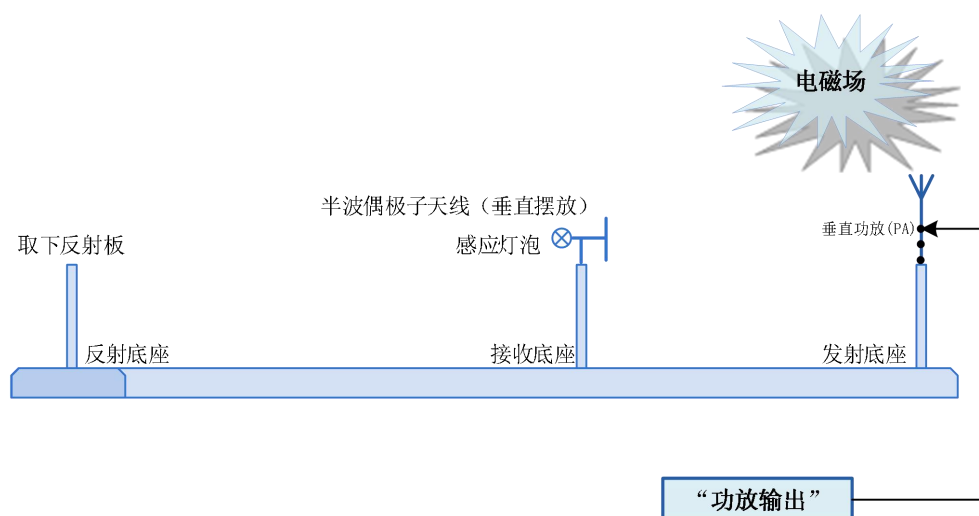 电磁场
半波偶极子天线（垂直摆放）
垂直功放(PA)
取下反射板
感应灯泡
反射底座
接收底座
发射底座
“功放输出”